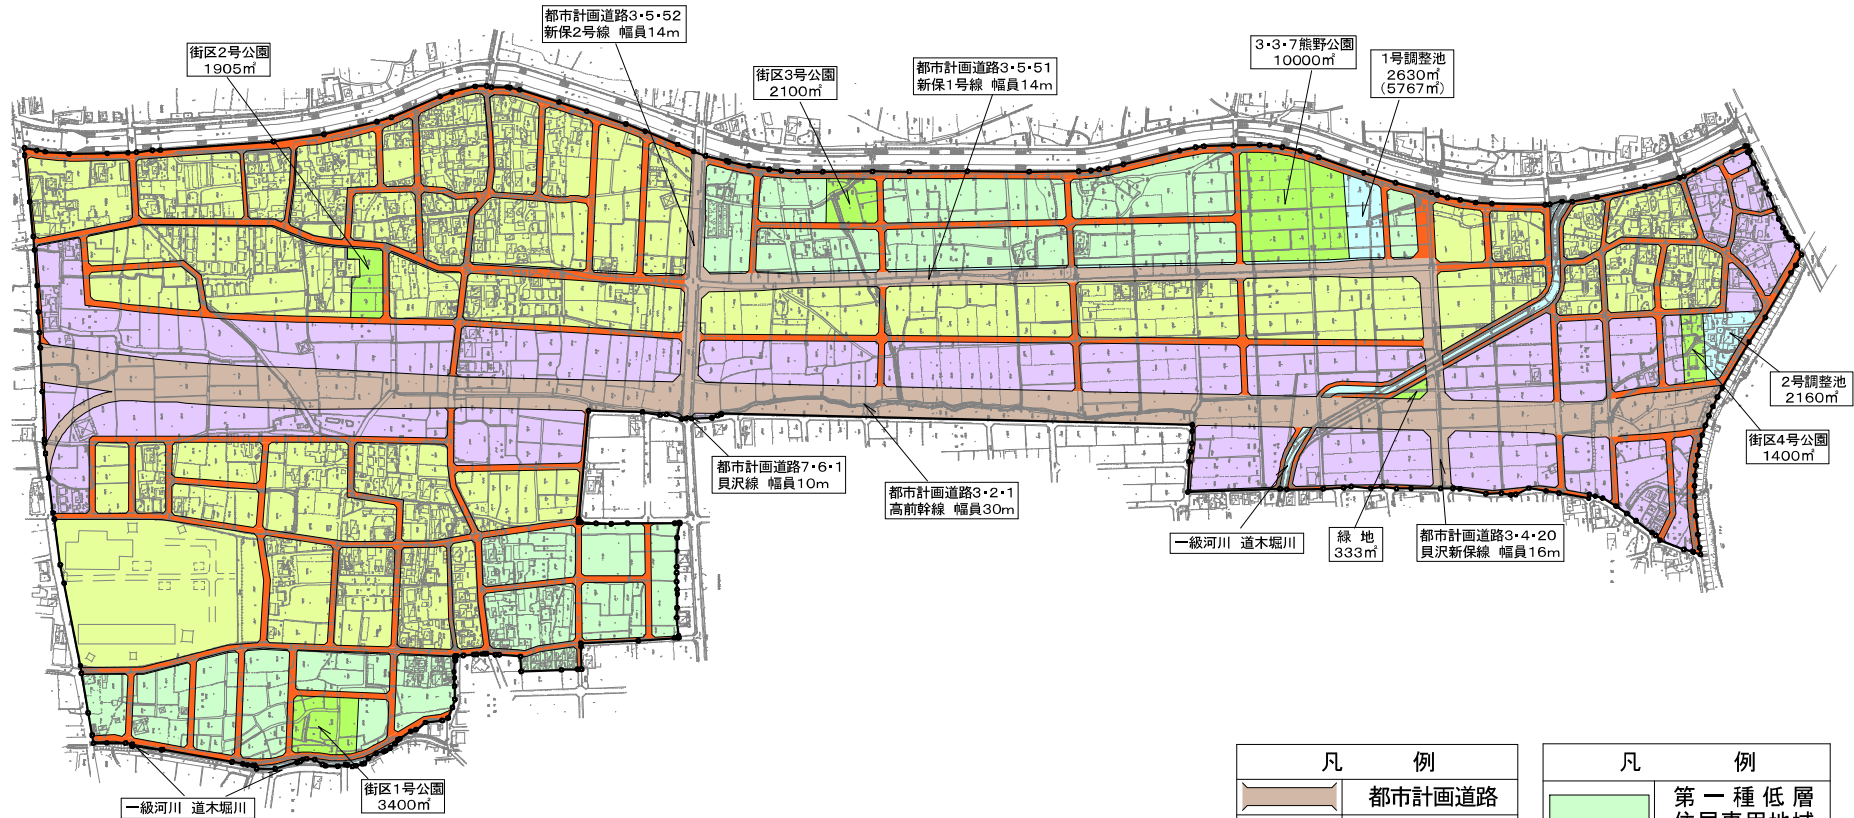 都市計画道路3・5・52
新保2号線 幅員14m
街区2号公園
1905㎡
街区3号公園
2100㎡
都市計画道路3・5・51
新保1号線 幅員14m
3・3・7熊野公園
10000㎡
1号調整池
2630㎡
(5767㎡)
2号調整池
2160㎡
街区4号公園
1400㎡
都市計画道路7・6・1
貝沢線 幅員10m
都市計画道路3・2・1
高前幹線 幅員30m
一級河川 道木堀川
緑 地
333㎡
都市計画道路3・4・20
貝沢新保線 幅員16m
一級河川 道木堀川
街区1号公園
3400㎡
凡 例
都市計画道路
凡 例
第一種低層
住居専用地域